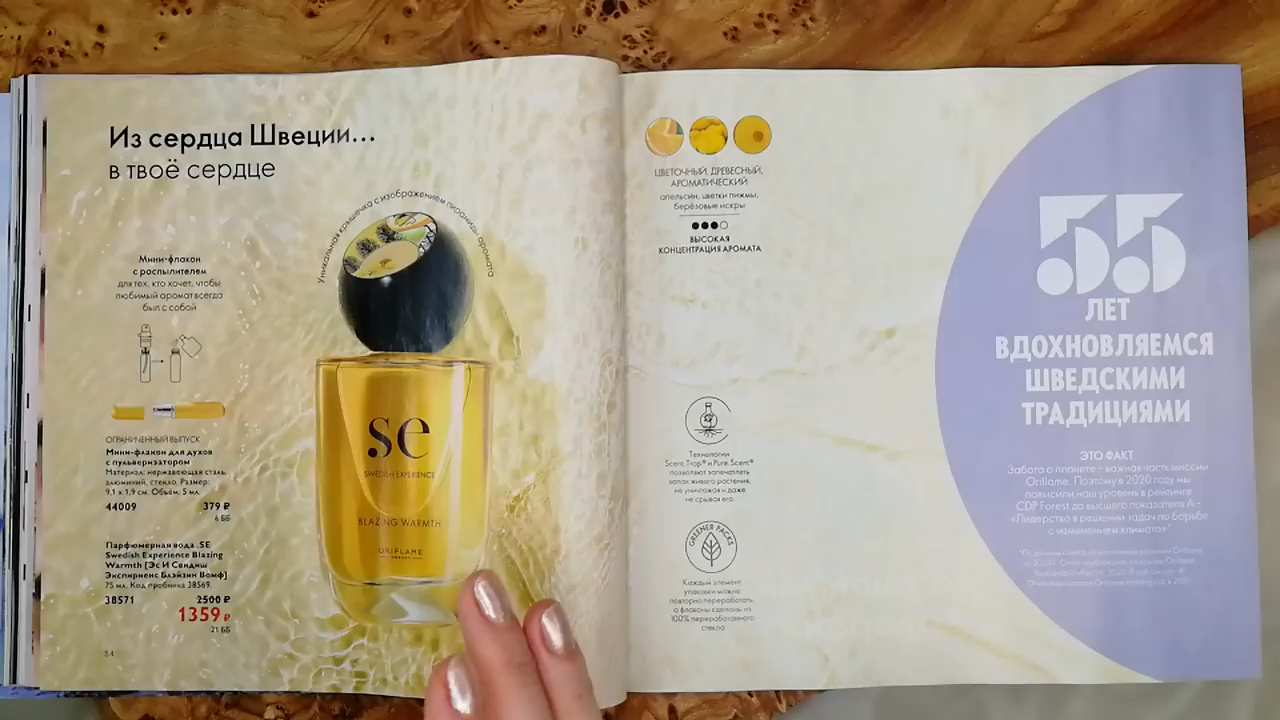 Из сердца Швеции...
в твоё сердце
Уникальная крышечка с изображением пирамиды аромата
Мини-флакон
с распылителем
для тех, кто хочет, чтобы
любимый аромат всегда
был с собой
ОГРАНИЧЕННЫЙ ВЫПУСК
Мини-флакон для духов
с пульверизатором
Материал: нержавеющая сталь,
алюминий, стекло. Размер:
9,1 х 1,9 см. Объём: 5 мл.
44009 379 ₽
6 ББ
Парфюмерная вода SE
Swedish Experience Blazing
Warmth [Эс И Свидиш
Экспириенс Блэйзин Вомф]
75 мл. Код пробника 38569.
38571 2500 ₽
1359 ₽
21 ББ
54
se
SWEDISH EXPERIENCE
BLAZING WARMTH
ORIFLAME
SWEDEN
ЦВЕТОЧНЫЙ, ДРЕВЕСНЫЙ,
АРОМАТИЧЕСКИЙ
апельсин, цветки пижмы,
берёзовые искры
ВЫСОКАЯ
КОНЦЕНТРАЦИЯ АРОМАТА
Технологии
Scent Trap® и Pure Scent®
позволяют запечатлеть
запах живого растения,
не уничтожая и даже
не срывая его.
GREENER PACKS
Каждый элемент
упаковки можно
повторно переработать,
а флаконы сделаны из
100% переработанного
стекла
55
ЛЕТ
ВДОХНОВЛЯЕМСЯ
ШВЕДСКИМИ
ТРАДИЦИЯМИ
ЭТО ФАКТ:
Забота о планете – важная часть миссии
Oriflame. Поэтому в 2020 году мы
повысили наш уровень в рейтинге
CDP Forest до высшего показателя А –
«Лидерство в решении задач по борьбе
с изменением климата»*